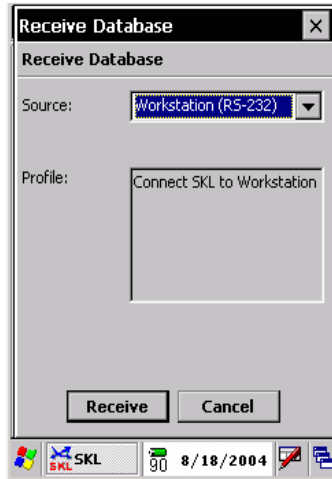 Receive Database
Receive Database
Source: Workstation (RS-232)
Profile: Connect SKL to Workstation
Receive Cancel
SKL SKL 90 8/18/2004